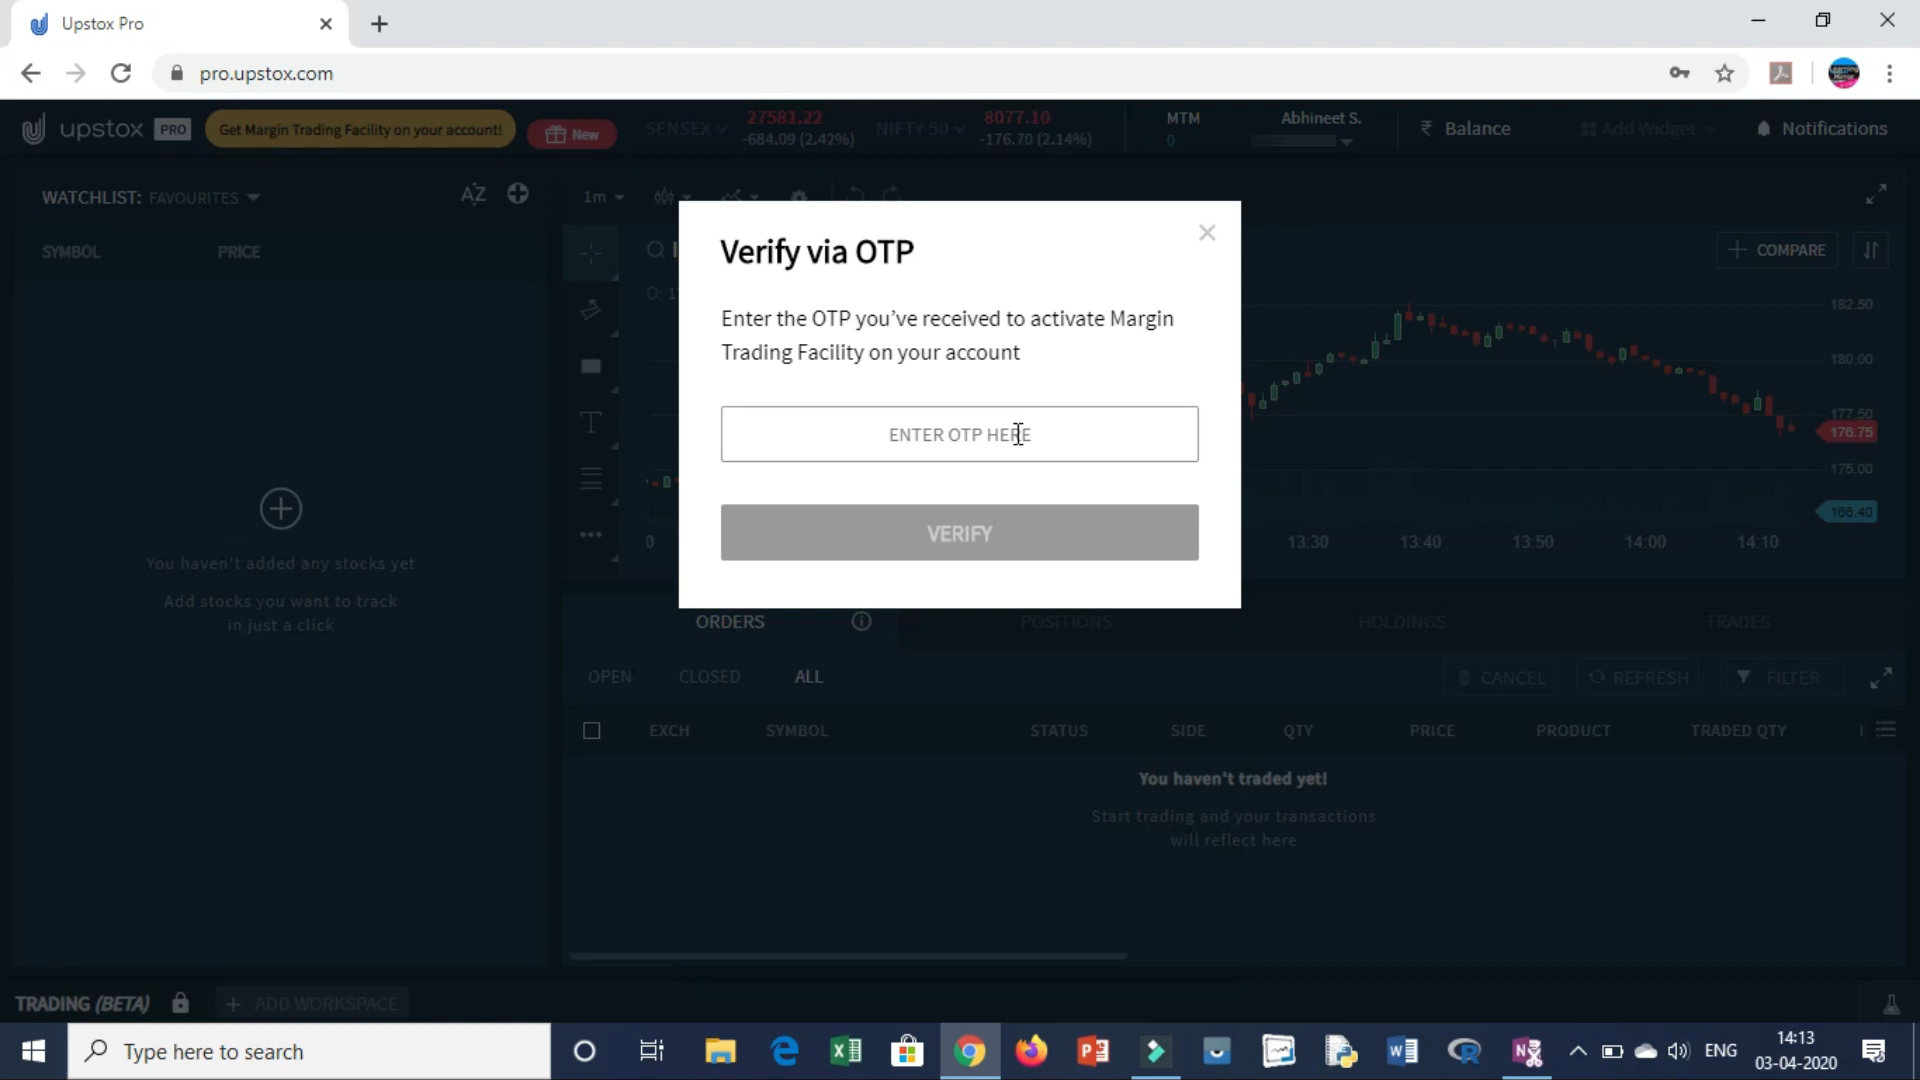 Upstox Pro
pro.upstox.com
upstox PRO
Get Margin Trading Facility on your account!
New
SENSEX
27581.22
-684.09 (2.42%)
NIFTY 50
8077.10
-176.70 (2.14%)
MTM
0
Abhineet S.
₹ Balance
Add Widget
Notifications
WATCHLIST: FAVOURITES
AZ
1m
SYMBOL PRICE
COMPARE
O: 1
Verify via OTP
Enter the OTP you've received to activate Margin
Trading Facility on your account
ENTER OTP HERE
VERIFY
182.50
180.00
177.50
176.75
175.00
166.40
T
0 13:30 13:40 13:50 14:00 14:10
You haven't added any stocks yet
Add stocks you want to track
in just a click
ORDERS POSITIONS HOLDINGS TRADES
OPEN CLOSED ALL CANCEL REFRESH FILTER
EXCH SYMBOL STATUS SIDE QTY PRICE PRODUCT TRADED QTY
You haven't traded yet!
Start trading and your transactions
will reflect here
TRADING (BETA) + ADD WORKSPACE
Type here to search
ENG
14:13
03-04-2020